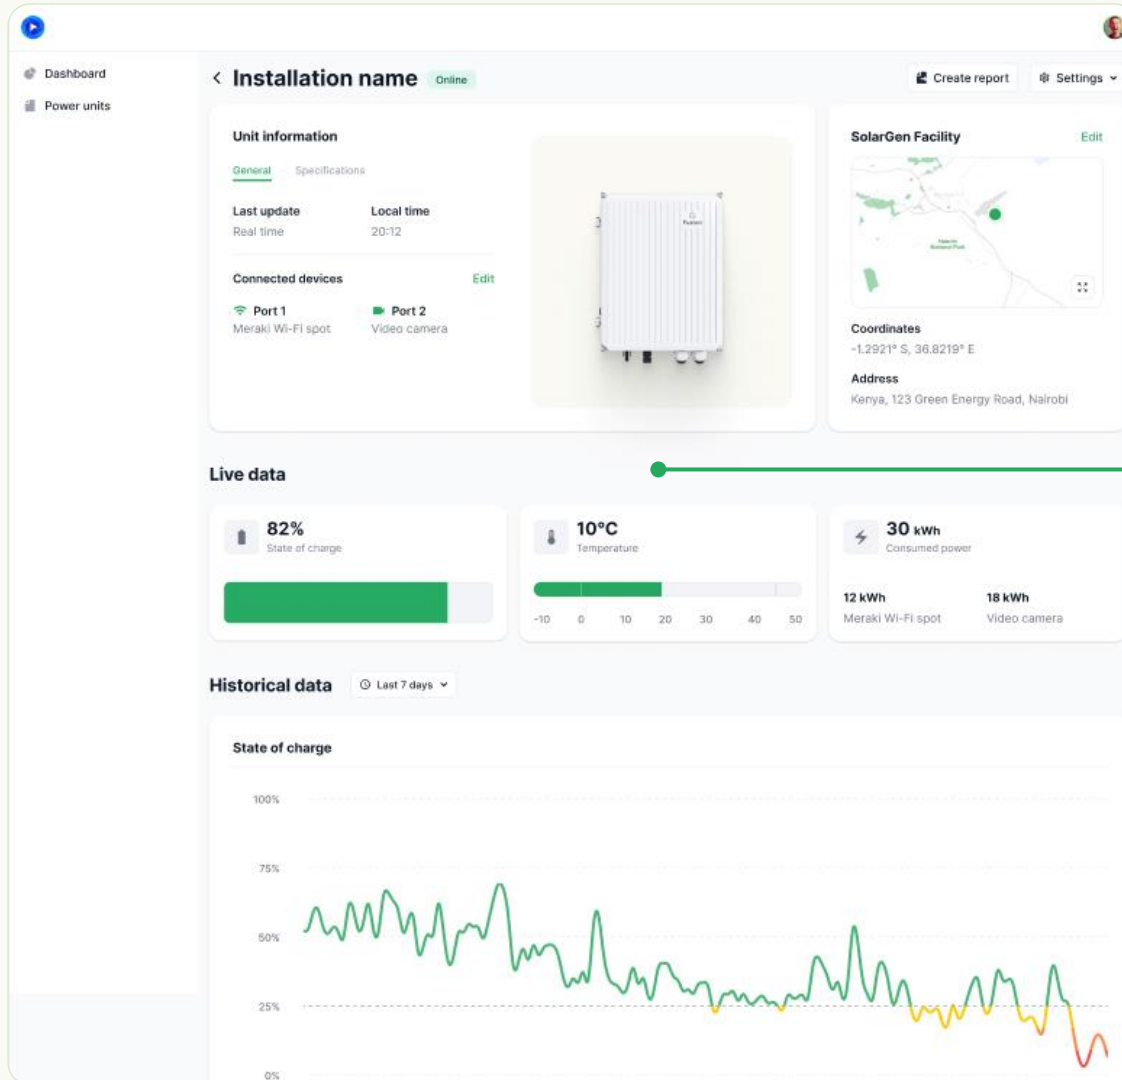 Dashboard
Power units
Installation name
Online
Create report
Settings
Unit information
General
Specifications
Last update
Local time
Real time
20:12
Connected devices
Edit
Port 1
Port 2
Meraki Wi-Fi spot
Video camera
SolarGen Facility
Edit
Coordinates
-1.2921° S, 36.8219° E
Address
Kenya, 123 Green Energy Road, Nairobi
Live data
82%
State of charge
10°C
Temperature
-10 0 10 20 30 40 50
30 kWh
Consumed power
12 kWh
18 kWh
Meraki Wi-Fi spot
Video camera
Historical data
Last 7 days
State of charge
100%
75%
50%
25%
0%